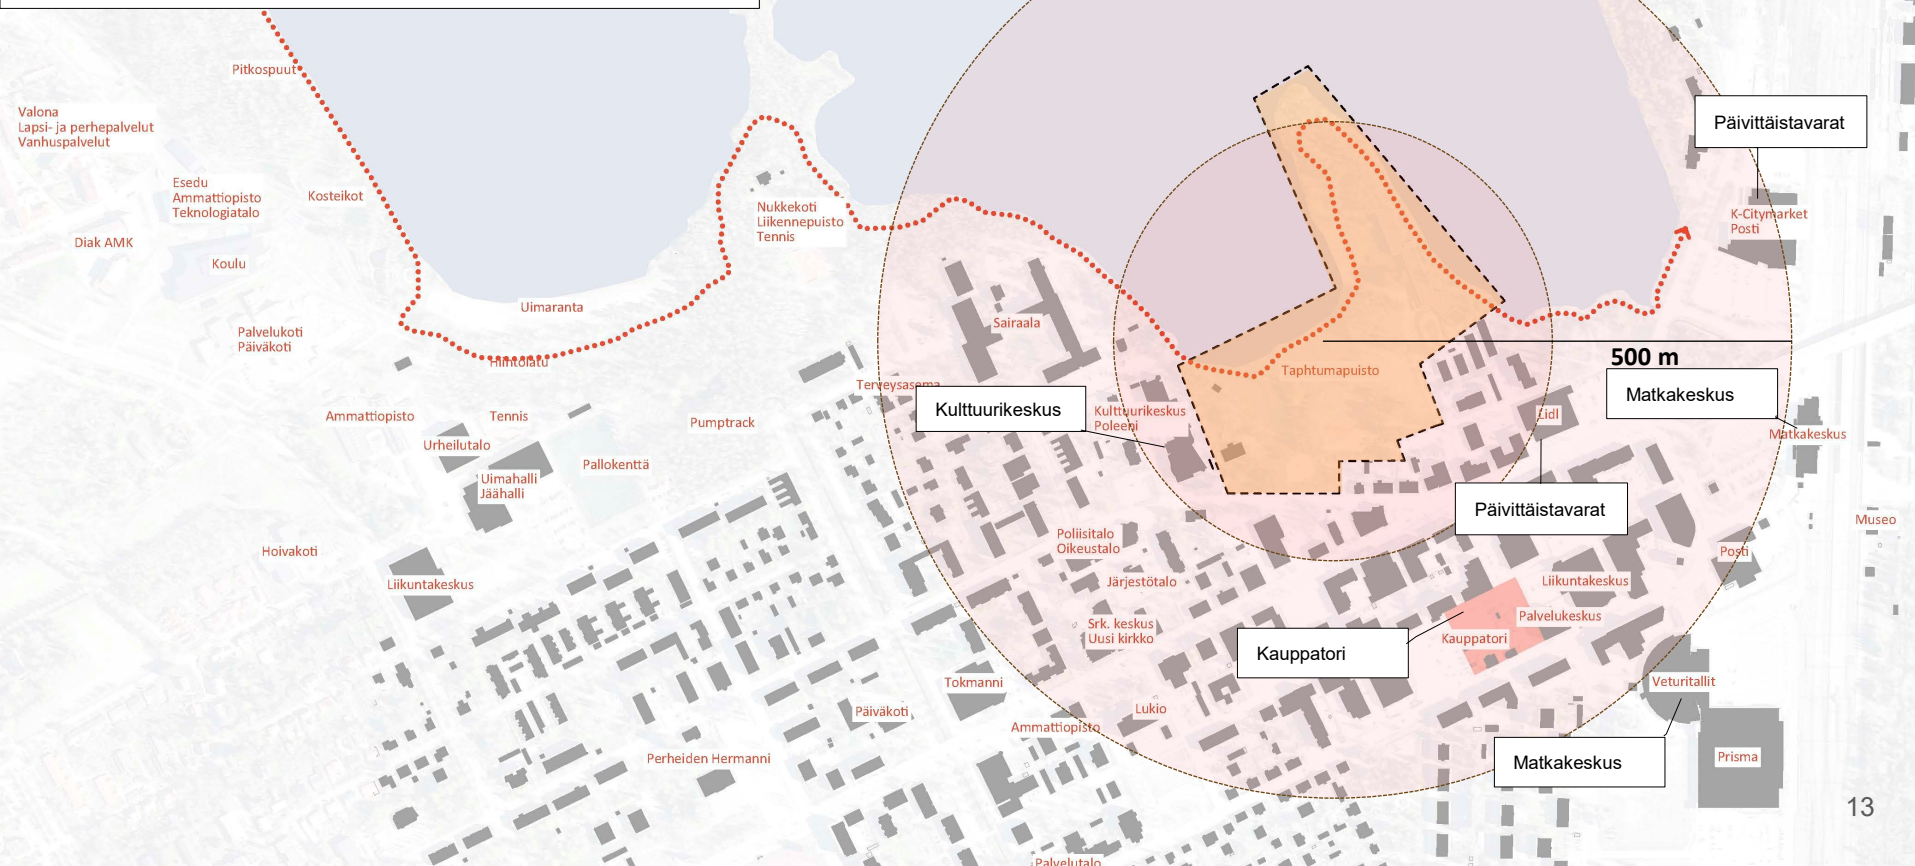 Pitkospuut
Valona
Lapsi- ja perhepalvelut
Vanhuspalvelut
Esedu
Ammattiopisto
Teknologiatalo
Kosteikot
Diak AMK
Koulu
Nukkekoti
Liikennepuisto
Tennis
Päivittäistavarat
K-Citymarket
Posti
Uimaranta
Palvelukoti
Päiväkoti
Hiihtolatu
Sairaala
500 m
Taphtumapuisto
Terveysasema
Kulttuurikeskus
Kulttuurikeskus
Poleeni
Matkakeskus
Matkakeskus
Lidl
Ammattiopisto
Tennis
Pumptrack
Urheilutalo
Pallokenttä
Uimahalli
Jäähalli
Päivittäistavarat
Museo
Hoivakoti
Poliisitalo
Oikeustalo
Posti
Liikuntakeskus
Järjestötalo
Liikuntakeskus
Palvelukeskus
Srk. keskus
Uusi kirkko
Kauppatori
Kauppatori
Tokmanni
Veturitallit
Päiväkoti
Lukio
Ammattiopisto
Perheiden Hermanni
Matkakeskus
Prisma
13
Palvelutalo